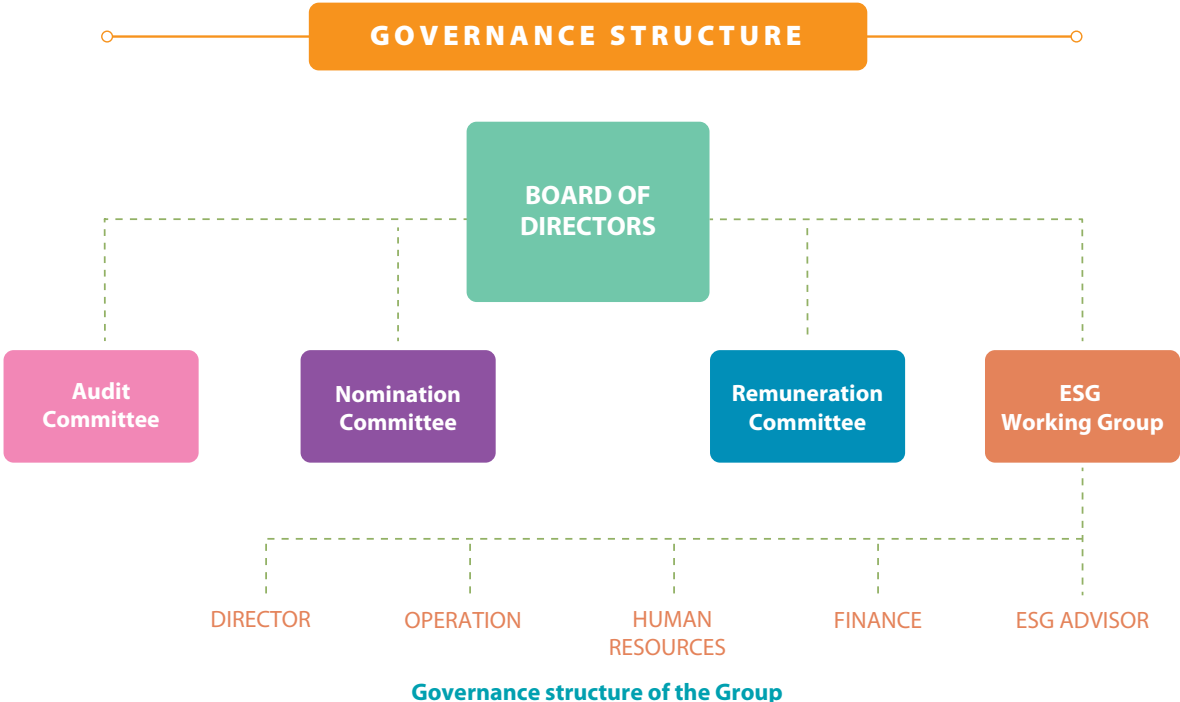 GOVERNANCE STRUCTURE
BOARD OF
DIRECTORS
Audit
Committee
Nomination
Committee
Remuneration
Committee
ESG
Working Group
DIRECTOR
OPERATION
HUMAN
RESOURCES
FINANCE
ESG ADVISOR
Governance structure of the Group